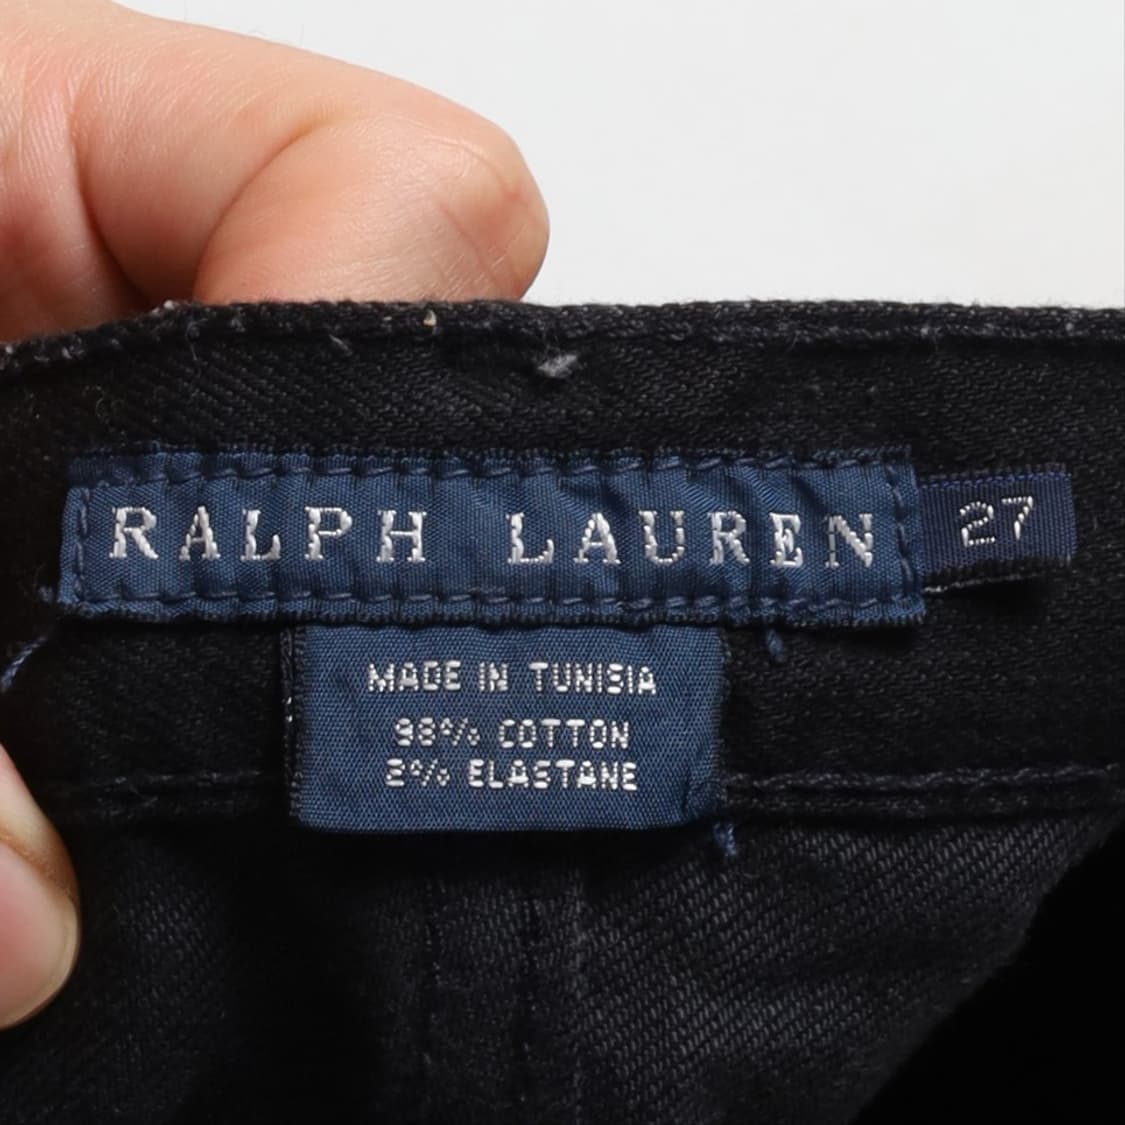 RALPH LAUREN
27
MADE IN TUNISIA
98% COTTON
2% ELASTANE